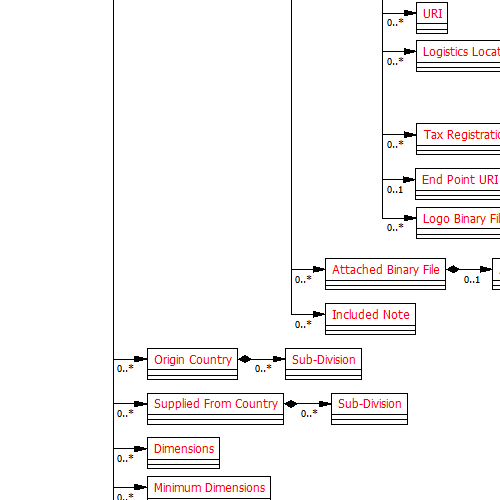 URI
0..*
Logistics Locat
0..*
Tax Registratio
0..*
End Point URI
0..1
Logo Binary Fil
0..*
Attached Binary File
0..*
0..1
Included Note
0..*
Origin Country
Sub-Division
0..*
0..*
Supplied From Country
Sub-Division
0..*
0..*
Dimensions
0..*
Minimum Dimensions
0..*